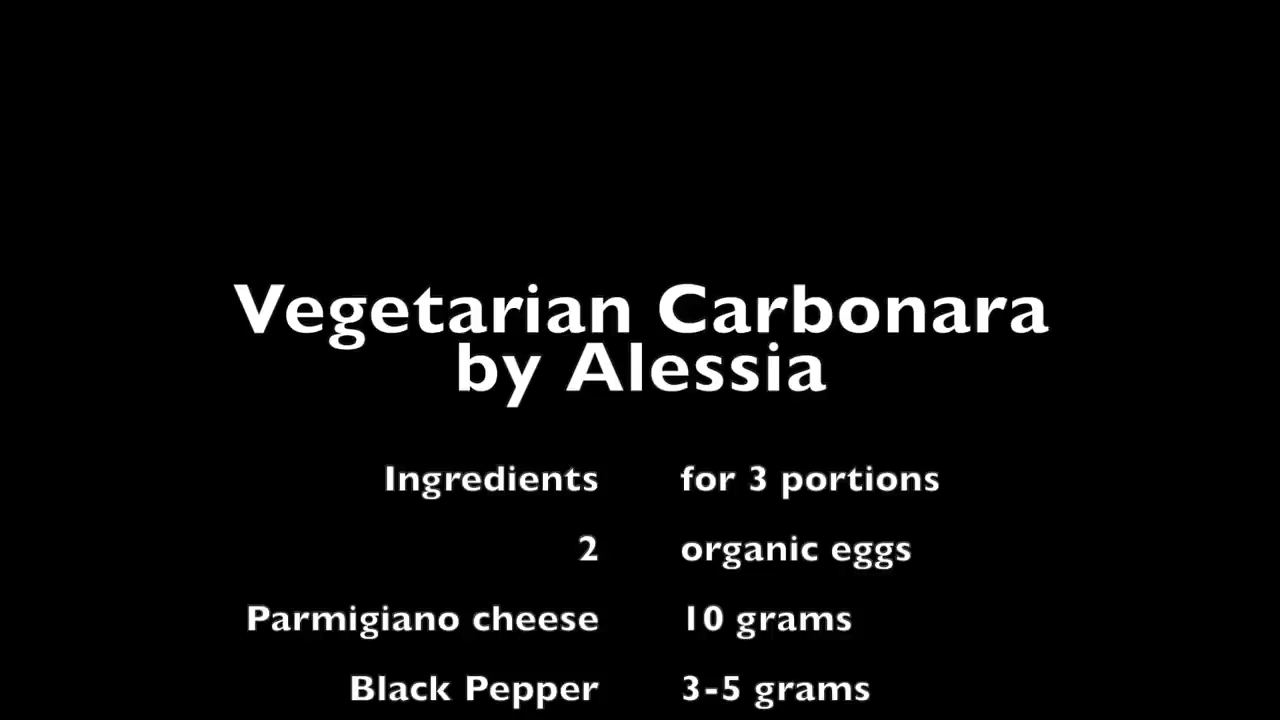 Vegetarian Carbonara
by Alessia
Ingredients for 3 portions
2 organic eggs
Parmigiano cheese 10 grams
Black Pepper 3-5 grams